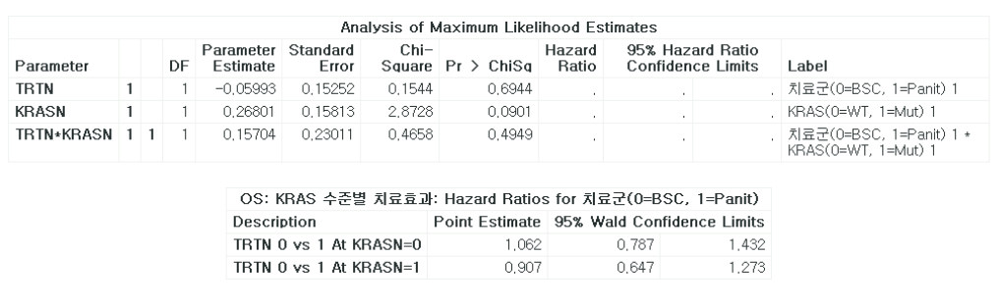 Analysis of Maximum Likelihood Estimates
Parameter DF Parameter Estimate Standard Error Chi-Square Pr > ChiSq Hazard Ratio 95% Hazard Ratio Confidence Limits Label
TRTN 1 1 -0.05993 0.15252 0.1544 0.6944 . . . 치료군(0=BSC, 1=Panit) 1
KRASN 1 1 0.26801 0.15813 2.8728 0.0901 . . . KRAS(0=WT, 1=Mut) 1
TRTN*KRASN 1 1 1 0.15704 0.23011 0.4658 0.4949 . . . 치료군(0=BSC, 1=Panit) 1 *
KRAS(0=WT, 1=Mut) 1
OS: KRAS 수준별 치료효과: Hazard Ratios for 치료군(0=BSC, 1=Panit)
Description Point Estimate 95% Wald Confidence Limits
TRTN 0 vs 1 At KRASN=0 1.062 0.787 1.432
TRTN 0 vs 1 At KRASN=1 0.907 0.647 1.273